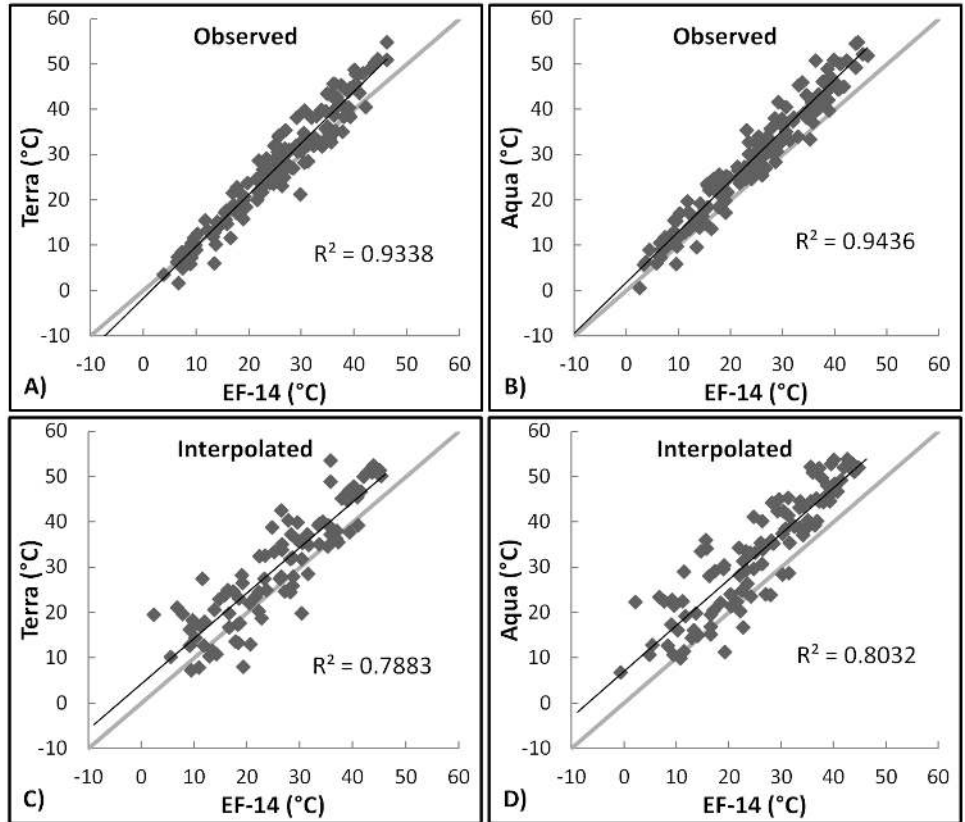 60
50
40
30
20
10
0
-10
Terra (°C)
Observed
R² = 0.9338
-10 0 10 20 30 40 50 60
A) EF-14 (°C)
60
50
40
30
20
10
0
-10
Aqua (°C)
Observed
R² = 0.9436
-10 0 10 20 30 40 50 60
B) EF-14 (°C)
60
50
40
30
20
10
0
-10
Terra (°C)
Interpolated
R² = 0.7883
-10 0 10 20 30 40 50 60
C) EF-14 (°C)
60
50
40
30
20
10
0
-10
Aqua (°C)
Interpolated
R² = 0.8032
-10 0 10 20 30 40 50 60
D) EF-14 (°C)